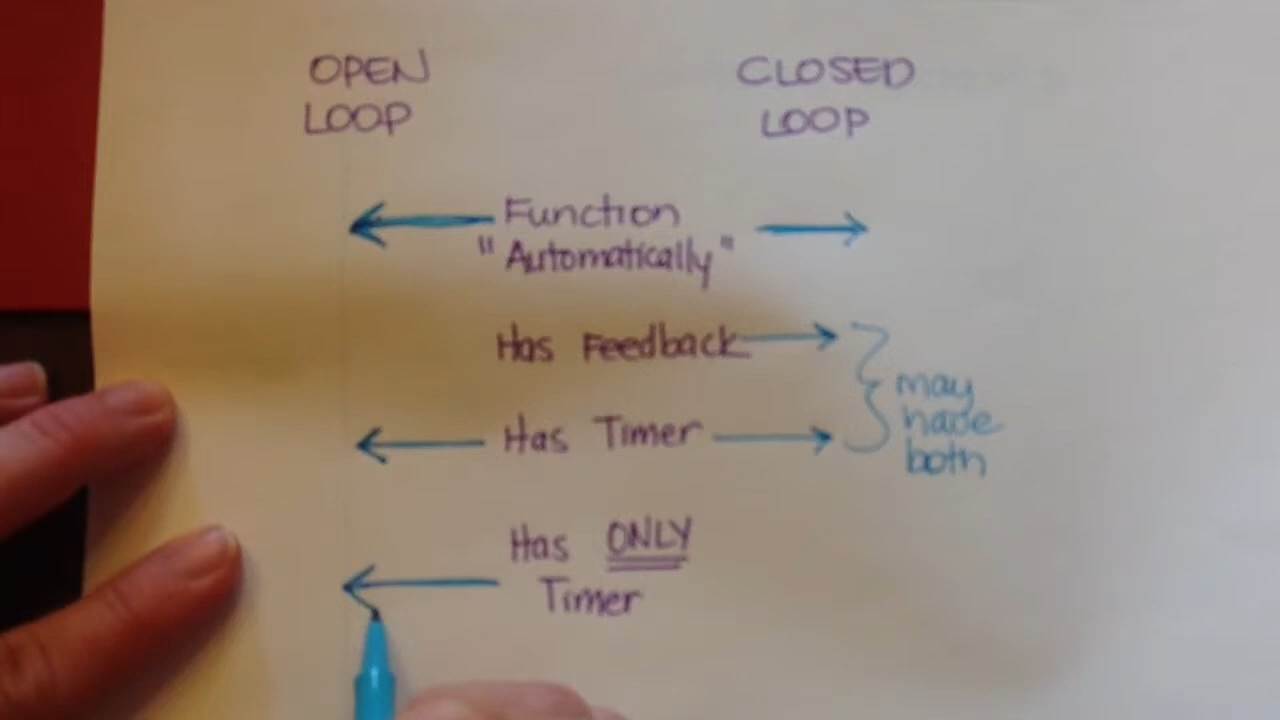 OPEN
LOOP
CLOSED
LOOP
Function
"Automatically"
Has Feedback
Has Timer
may
have
both
Has ONLY
Timer